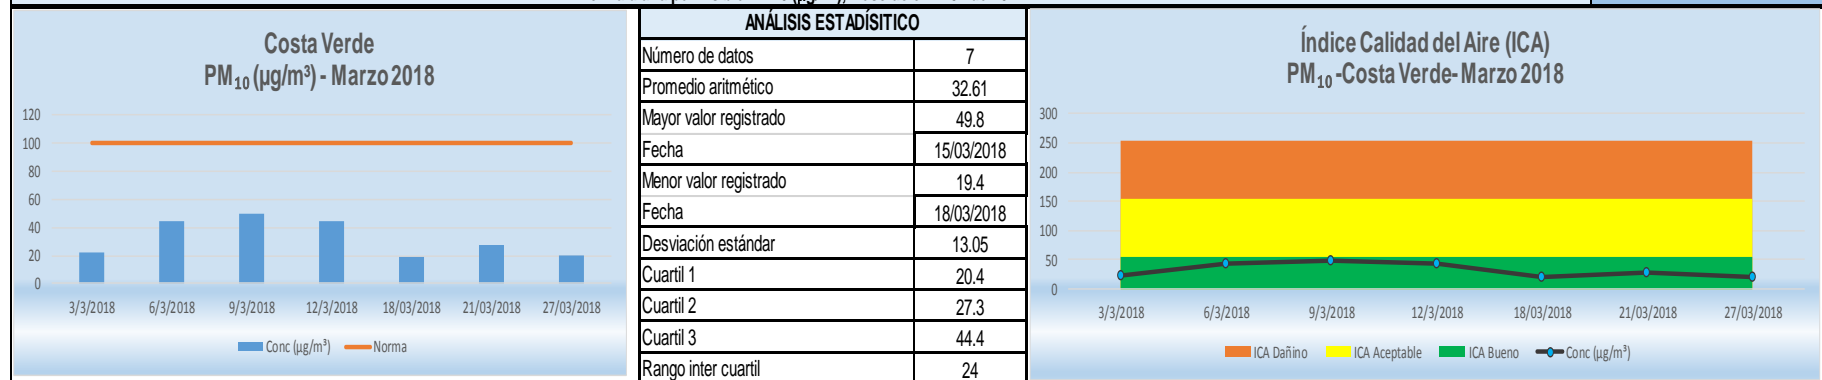 Costa Verde
PM₁₀ (µg/m³) - Marzo 2018
120
100
80
60
40
20
0
3/3/2018 6/3/2018 9/3/2018 12/3/2018 18/03/2018 21/03/2018 27/03/2018
Conc (µg/m³) Norma
ANÁLISIS ESTADÍSITICO
Número de datos 7
Promedio aritmético 32.61
Mayor valor registrado 49.8
Fecha 15/03/2018
Menor valor registrado 19.4
Fecha 18/03/2018
Desviación estándar 13.05
Cuartil 1 20.4
Cuartil 2 27.3
Cuartil 3 44.4
Rango inter cuartil 24
Índice Calidad del Aire (ICA)
PM₁₀ -Costa Verde- Marzo 2018
300
250
200
150
100
50
0
3/3/2018 6/3/2018 9/3/2018 12/3/2018 18/03/2018 21/03/2018 27/03/2018
ICA Dañino ICA Aceptable ICA Bueno Conc (µg/m³)